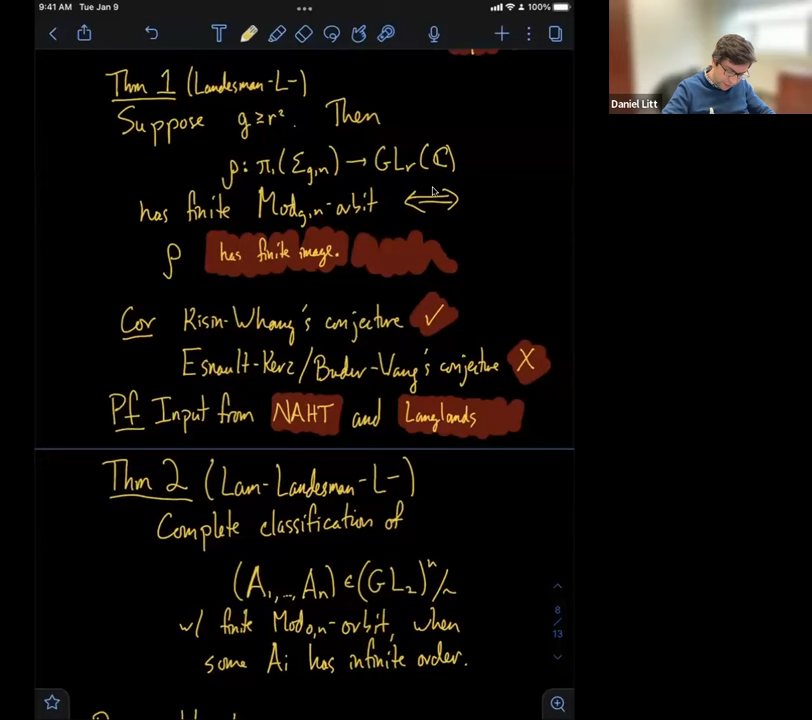 9:41 AM Tue Jan 9
100%
Thm 1 (Landesman-L-)
Suppose g ≥ r². Then
ρ: π₁(Σg,n) → GLr(ℂ)
has finite Modg,n-orbit ⟺
ρ has finite image.
Cor Kisin-Whang's conjecture ✓
Esnault-Kerz/Budur-Wang's conjecture X
Pf Input from NAHT and Langlands
Thm 2 (Lam-Landesman-L-)
Complete classification of
(A₁,...,Aₙ) ∈ (GL₂)ⁿ/~
w/ finite Mod₀,n-orbit, when
some Ai has infinite order.
8
/
13
Daniel Litt